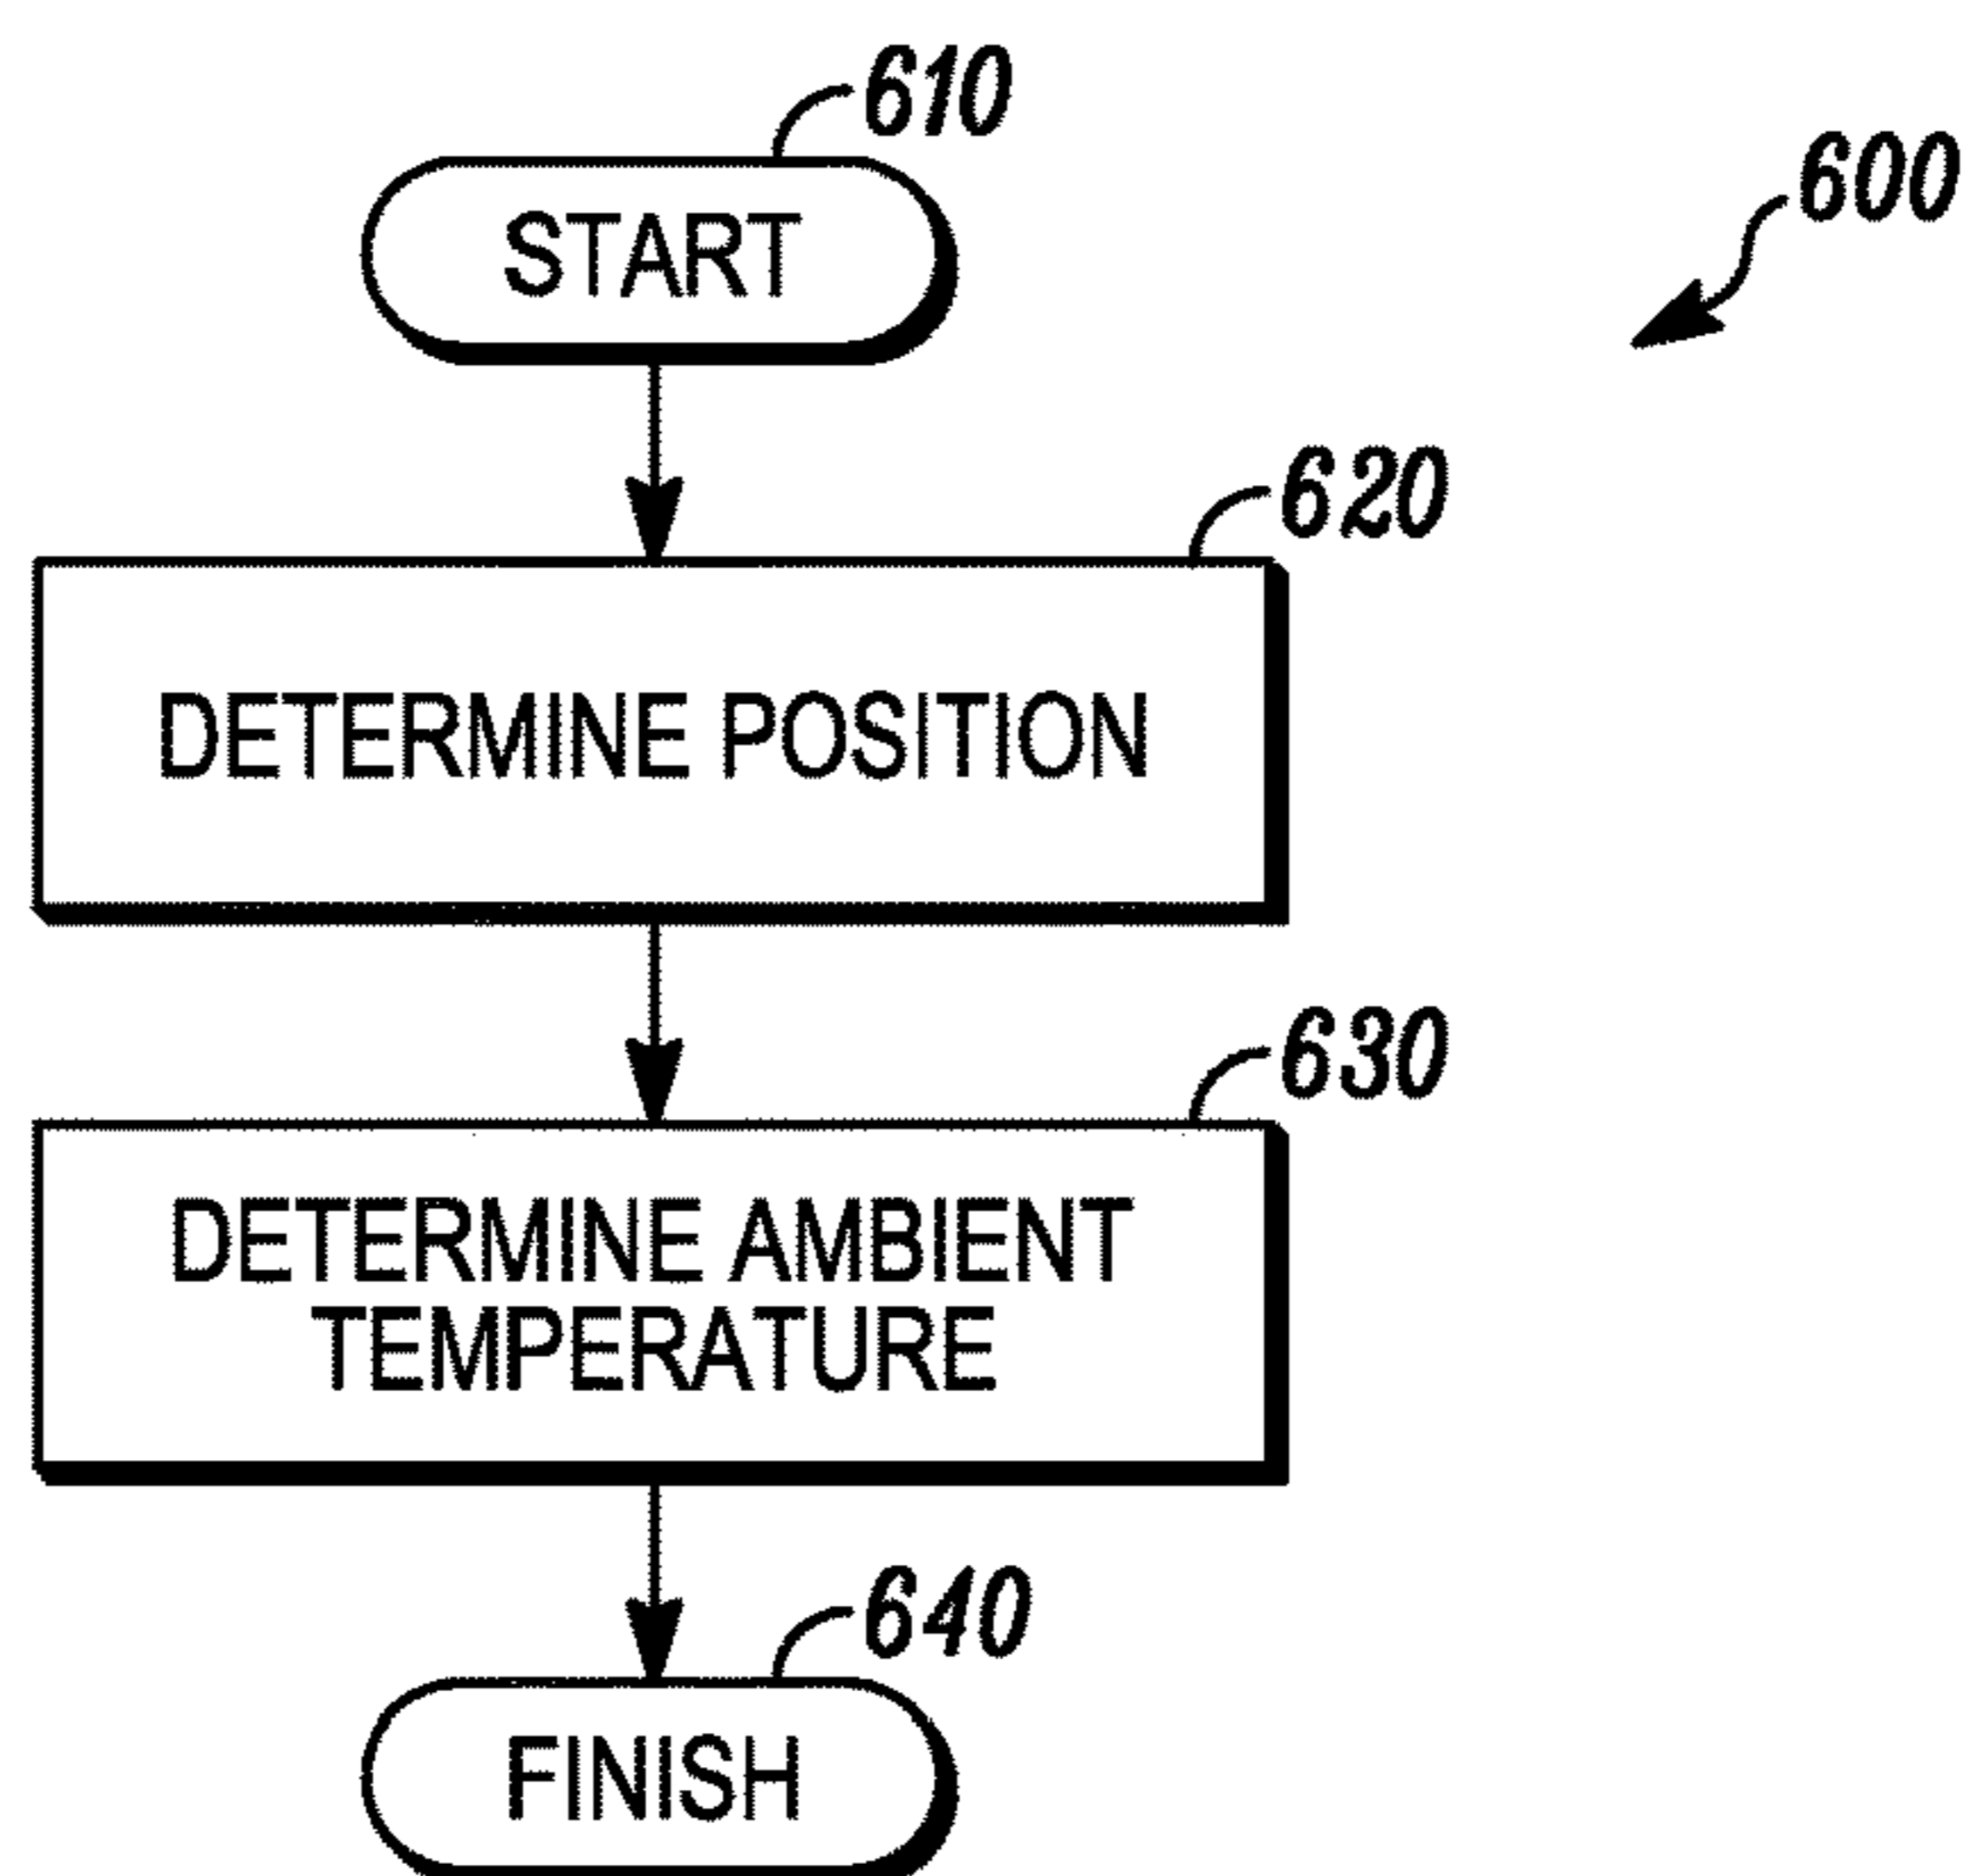 610
600
START
620
DETERMINE POSITION
630
DETERMINE AMBIENT
TEMPERATURE
640
FINISH